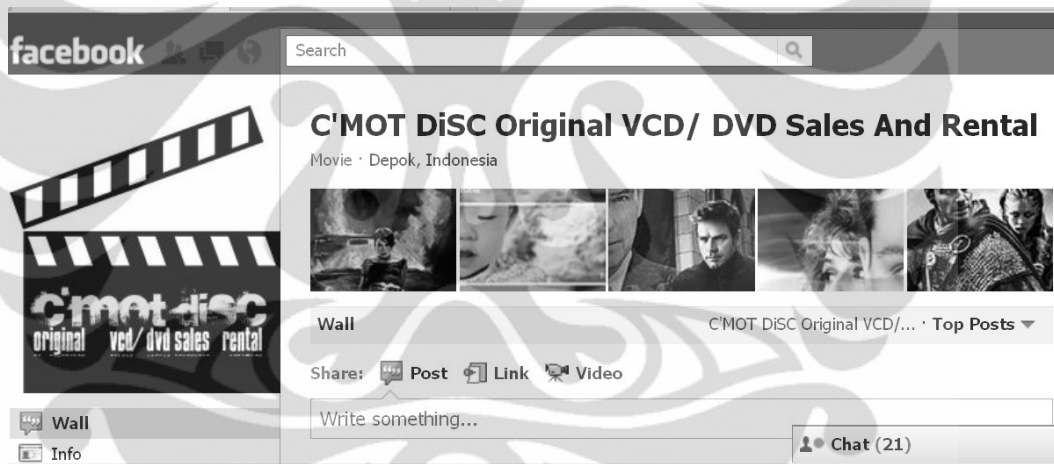 facebook
Search
C'MOT DiSC Original VCD/ DVD Sales And Rental
Movie · Depok, Indonesia
c'mot disc
original vcd/dvd sales rental
Wall
C'MOT DiSC Original VCD/... · Top Posts
Share: Post Link Video
Write something...
Wall
Info
Chat (21)